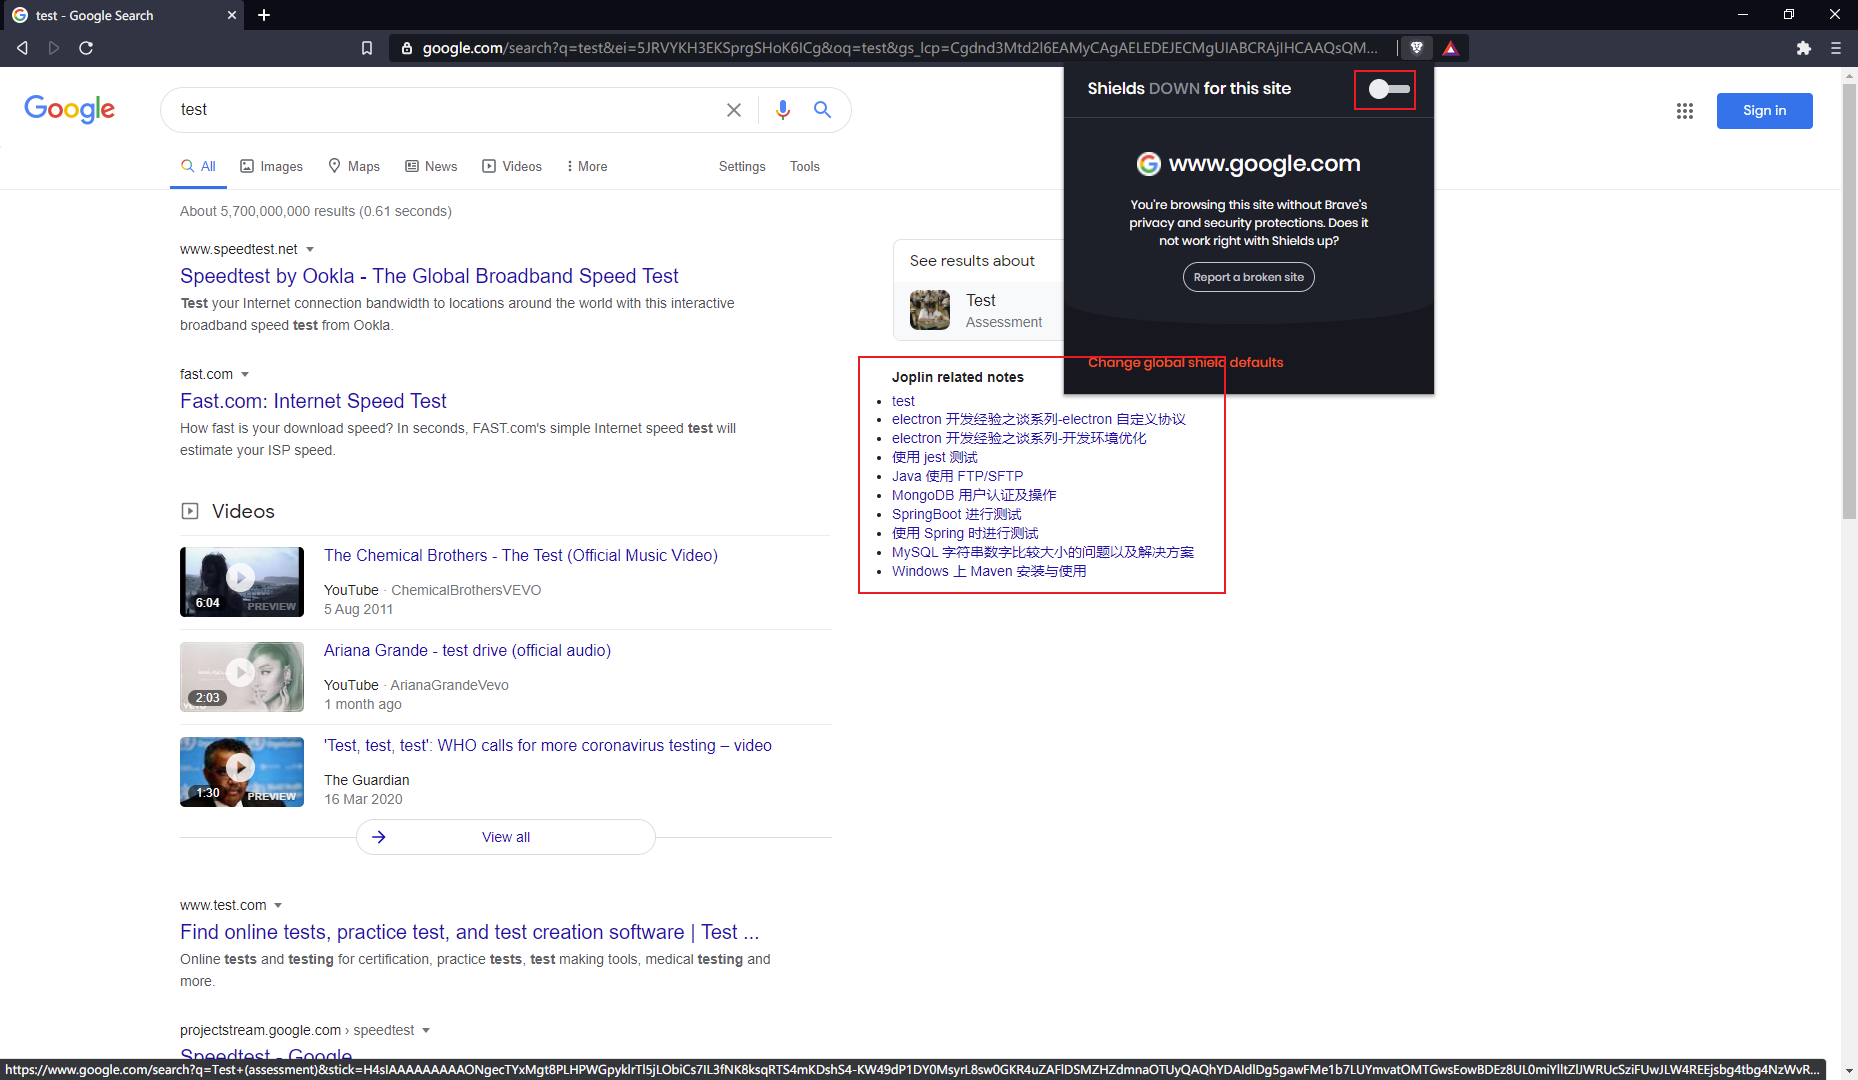 test - Google Search
google.com/search?q=test&ei=5JRVYKH3EKSprgSHoK6ICg&oq=test&gs_lcp=Cgdnd3Mtd2l6EAMyCAgAELEDEJECMgUIABCRAjIHCAAQsQM...
Shields DOWN for this site
Google
test
Sign in
All
Images
Maps
News
Videos
More
Settings
Tools
www.google.com
You're browsing this site without Brave's
privacy and security protections. Does it
not work right with Shields up?
Report a broken site
Change global shield defaults
About 5,700,000,000 results (0.61 seconds)
www.speedtest.net
Speedtest by Ookla - The Global Broadband Speed Test
Test your Internet connection bandwidth to locations around the world with this interactive
broadband speed test from Ookla.
fast.com
Fast.com: Internet Speed Test
How fast is your download speed? In seconds, FAST.com's simple Internet speed test will
estimate your ISP speed.
See results about
Test
Assessment
Joplin related notes
test
electron 开发经验之谈系列-electron 自定义协议
electron 开发经验之谈系列-开发环境优化
使用 jest 测试
Java 使用 FTP/SFTP
MongoDB 用户认证及操作
SpringBoot 进行测试
使用 Spring 时进行测试
MySQL 字符串数字比较大小的问题以及解决方案
Windows 上 Maven 安装与使用
Videos
The Chemical Brothers - The Test (Official Music Video)
6:04
PREVIEW
YouTube · ChemicalBrothersVEVO
5 Aug 2011
Ariana Grande - test drive (official audio)
2:03
YouTube · ArianaGrandeVevo
1 month ago
'Test, test, test': WHO calls for more coronavirus testing – video
1:30
PREVIEW
The Guardian
16 Mar 2020
View all
www.test.com
Find online tests, practice test, and test creation software | Test ...
Online tests and testing for certification, practice tests, test making tools, medical testing and
more.
projectstream.google.com › speedtest
Speedtest - Google